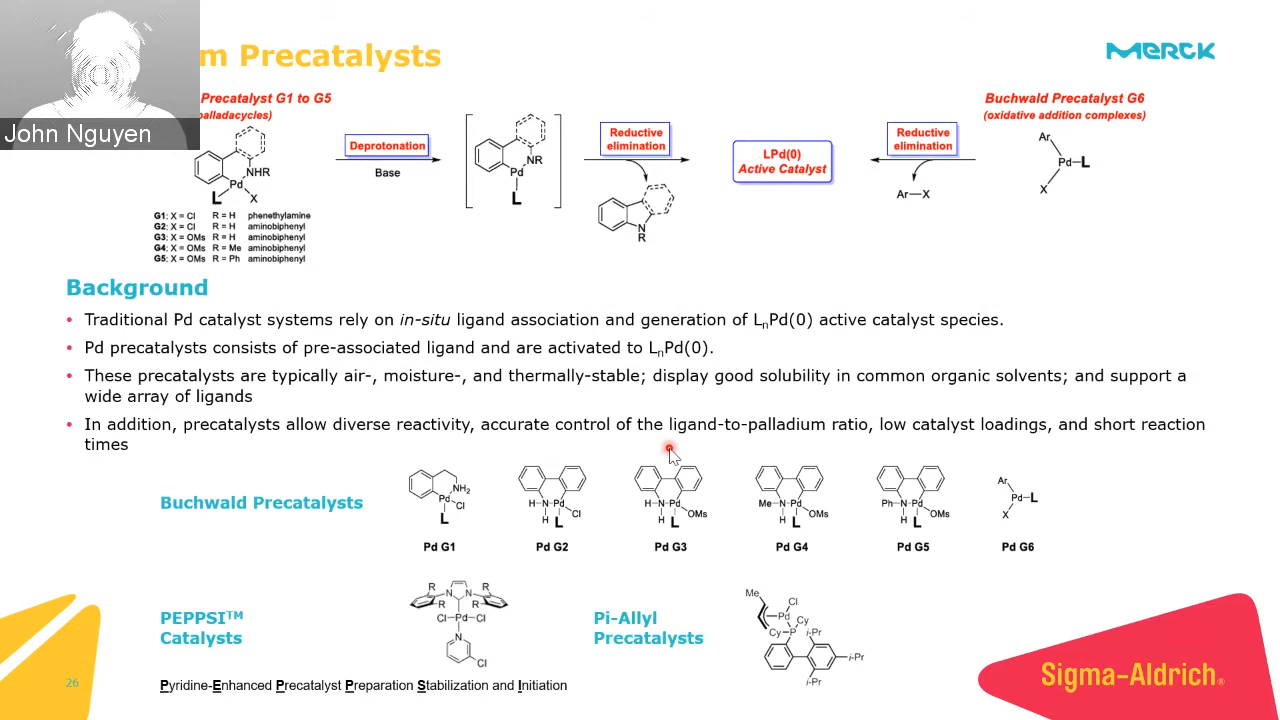 m Precatalysts
MERCK
John Nguyen
Precatalyst G1 to G5
palladacycles)
Buchwald Precatalyst G6
(oxidative addition complexes)
NHR
Pd
L
X
G1: X = Cl R = H phenethylamine
G2: X = Cl R = H aminobiphenyl
G3: X = OMs R = H aminobiphenyl
G4: X = OMs R = Me aminobiphenyl
G5: X = OMs R = Ph aminobiphenyl
Deprotonation
Base
NR
Pd
L
Reductive
elimination
N
R
LPd(0)
Active Catalyst
Reductive
elimination
Ar—X
Ar
Pd—L
X
Background
• Traditional Pd catalyst systems rely on in-situ ligand association and generation of LnPd(0) active catalyst species.
• Pd precatalysts consists of pre-associated ligand and are activated to LnPd(0).
• These precatalysts are typically air-, moisture-, and thermally-stable; display good solubility in common organic solvents; and support a
wide array of ligands
• In addition, precatalysts allow diverse reactivity, accurate control of the ligand-to-palladium ratio, low catalyst loadings, and short reaction
times
Buchwald Precatalysts
NH2
Pd
Cl
L
Pd G1
H N Pd
H L Cl
Pd G2
H N Pd
H L OMs
Pd G3
Me N Pd
H L OMs
Pd G4
Ph N Pd
H L OMs
Pd G5
Ar
Pd—L
X
Pd G6
PEPPSI™
Catalysts
R R
N N
R R
Cl—Pd—Cl
N
Cl
Pi-Allyl
Precatalysts
Me
Cl
Pd
Cy
Cy—P
i-Pr
i-Pr
i-Pr
Pyridine-Enhanced Precatalyst Preparation Stabilization and Initiation
26
Sigma-Aldrich®